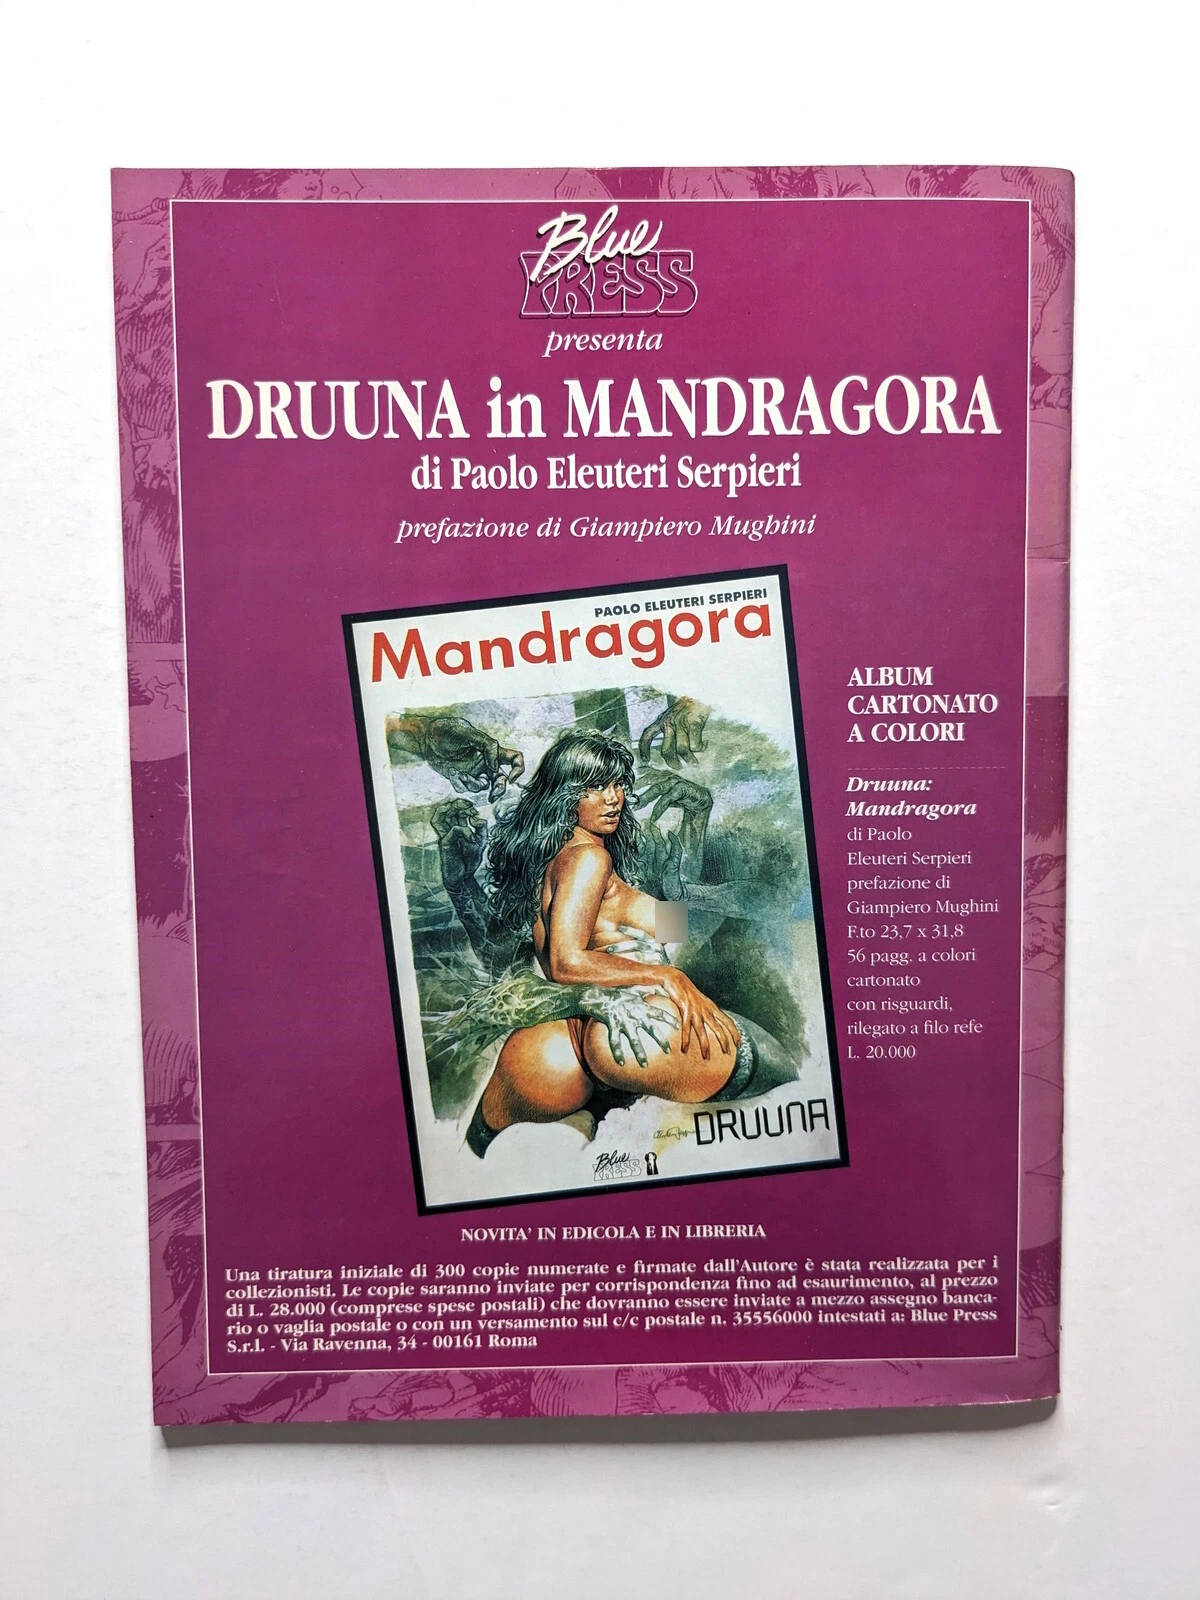 Blue
PRESS
presenta
DRUUNA in MANDRAGORA
di Paolo Eleuteri Serpieri
prefazione di Giampiero Mughini
PAOLO ELEUTERI SERPIERI
Mandragora
DRUUNA
Blue
PRESS
ALBUM
CARTONATO
A COLORI
Druuna:
Mandragora
di Paolo
Eleuteri Serpieri
prefazione di
Giampiero Mughini
F.to 23,7 x 31,8
56 pagg. a colori
cartonato
con risguardi,
rilegato a filo refe
L. 20.000
NOVITA' IN EDICOLA E IN LIBRERIA
Una tiratura iniziale di 300 copie numerate e firmate dall'Autore è stata realizzata per i
collezionisti. Le copie saranno inviate per corrispondenza fino ad esaurimento, al prezzo
di L. 28.000 (comprese spese postali) che dovranno essere inviate a mezzo assegno banca-
rio o vaglia postale o con un versamento sul c/c postale n. 35556000 intestati a: Blue Press
S.r.l. - Via Ravenna, 34 - 00161 Roma